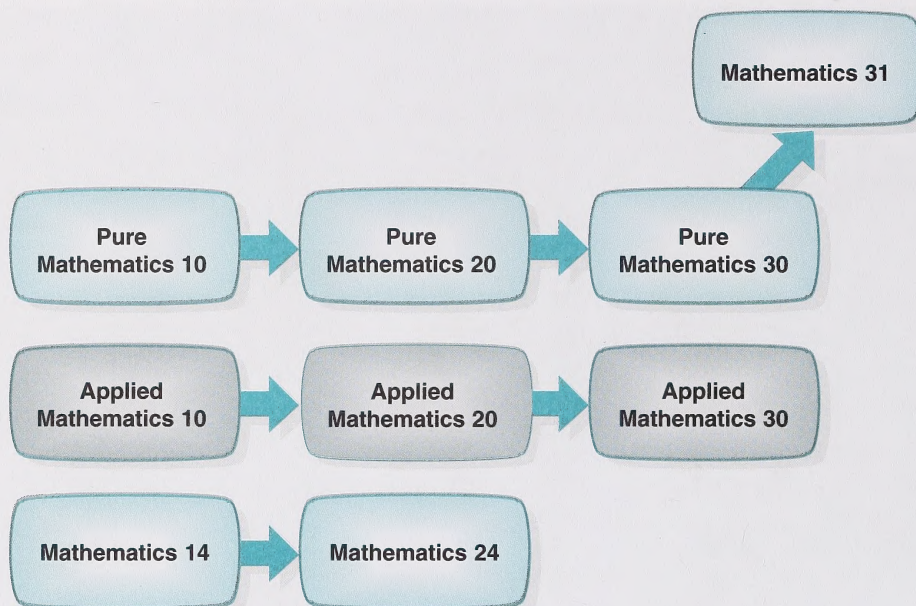 Mathematics 31
Pure
Mathematics 10
Pure
Mathematics 20
Pure
Mathematics 30
Applied
Mathematics 10
Applied
Mathematics 20
Applied
Mathematics 30
Mathematics 14
Mathematics 24